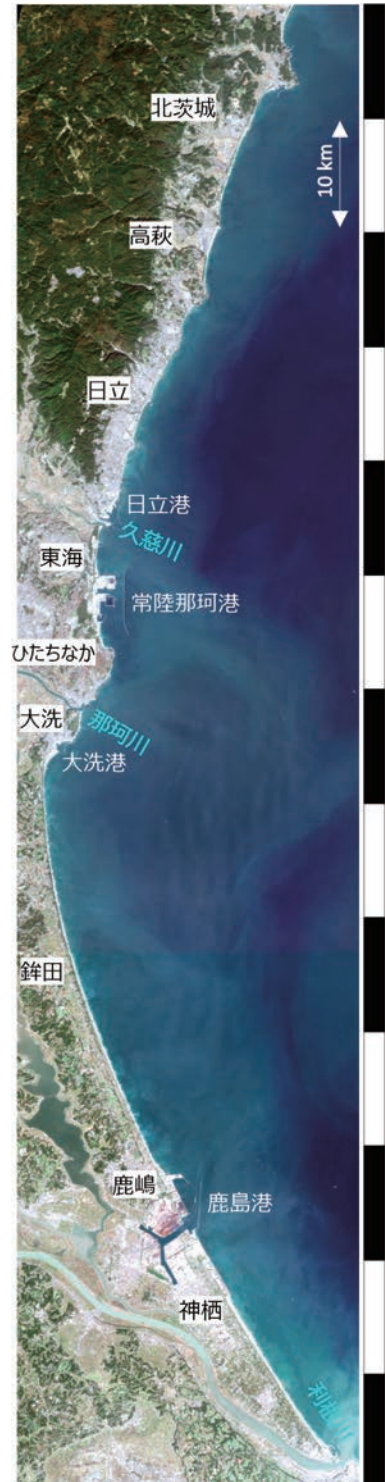 北茨城
10 km
高萩
日立
日立港
久慈川
東海
常陸那珂港
ひたちなか
大洗
那珂川
大洗港
鉾田
鹿嶋
鹿島港
神栖
利根川